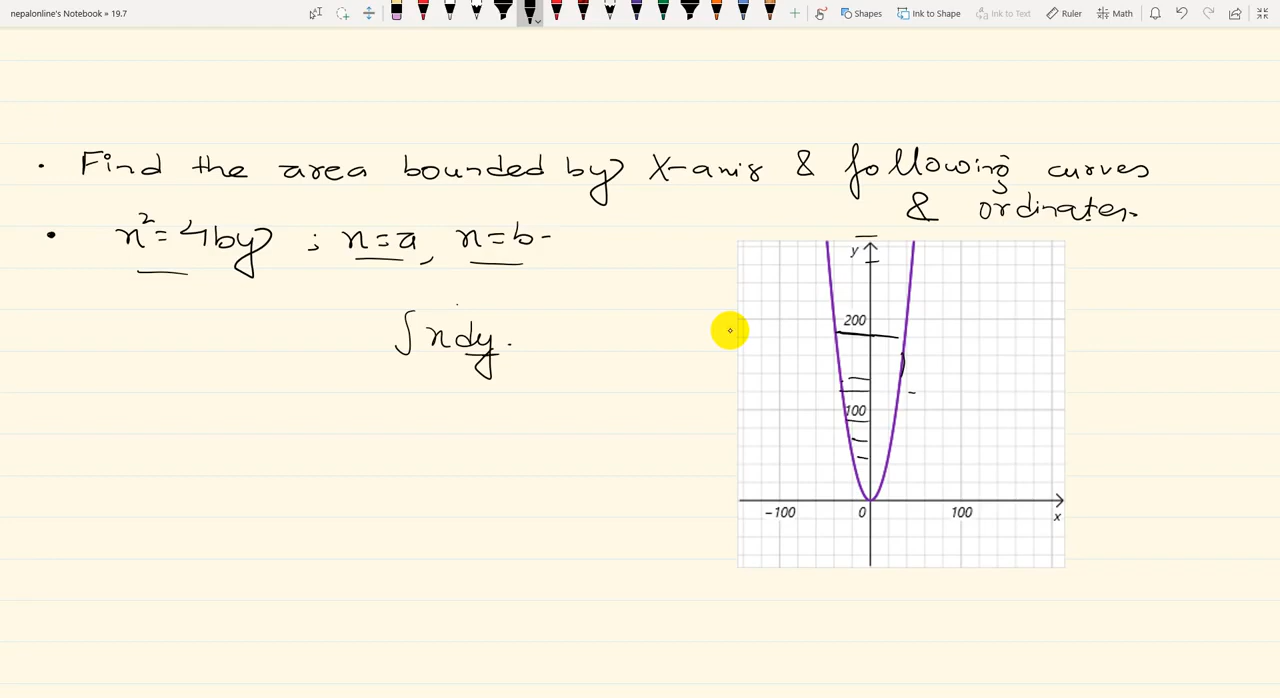 nepalonline's Notebook » 19.7
Shapes Ink to Shape Ink to Text Ruler Math
• Find the area bounded by X-axis & following curves
& ordinates.
• x² = 4by ; x = a, x = b -
∫ x dy.
y
200
100
-100 0 100
x